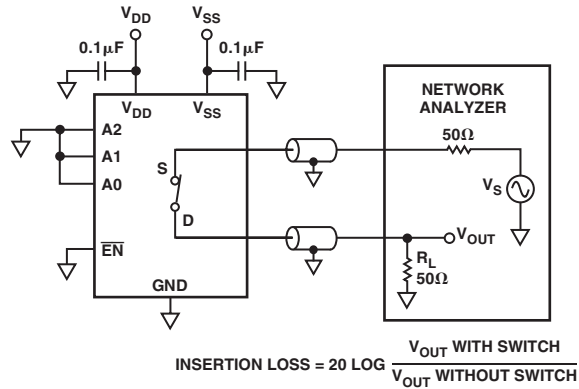 VDD
VSS
0.1μF
0.1μF
VDD
VSS
NETWORK
ANALYZER
A2
A1
A0
50Ω
S
VS
D
VOUT
EN
RL
50Ω
GND
INSERTION LOSS = 20 LOG VOUT WITH SWITCH
VOUT WITHOUT SWITCH